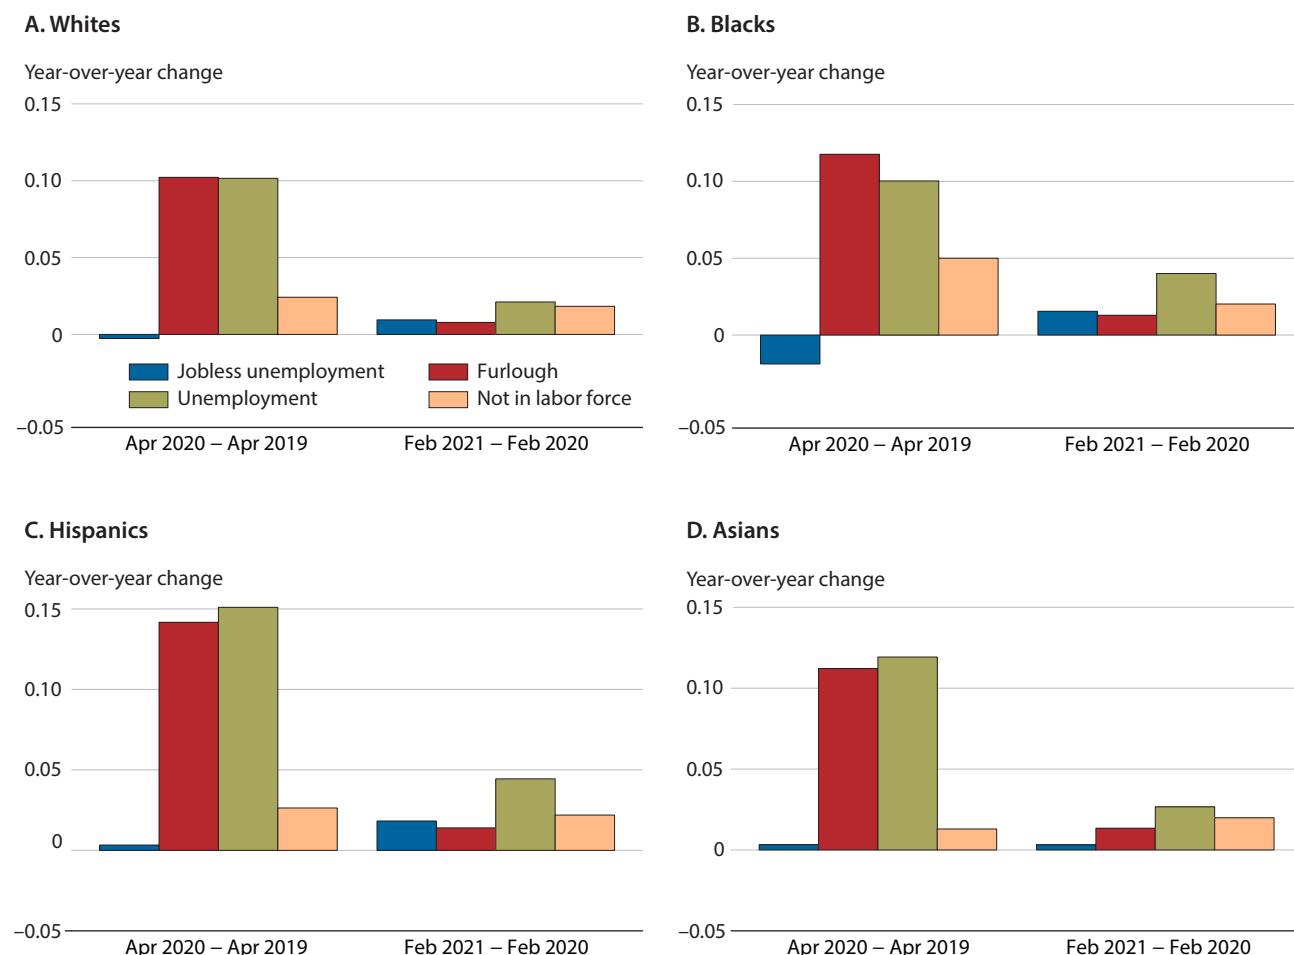 A. Whites
Year-over-year change
0.15
0.10
0.05
0
Jobless unemployment
Furlough
Unemployment
Not in labor force
−0.05
Apr 2020 − Apr 2019
Feb 2021 − Feb 2020
B. Blacks
Year-over-year change
0.15
0.10
0.05
0
−0.05
Apr 2020 − Apr 2019
Feb 2021 − Feb 2020
C. Hispanics
Year-over-year change
0.15
0.10
0.05
0
−0.05
Apr 2020 − Apr 2019
Feb 2021 − Feb 2020
D. Asians
Year-over-year change
0.15
0.10
0.05
0
−0.05
Apr 2020 − Apr 2019
Feb 2021 − Feb 2020